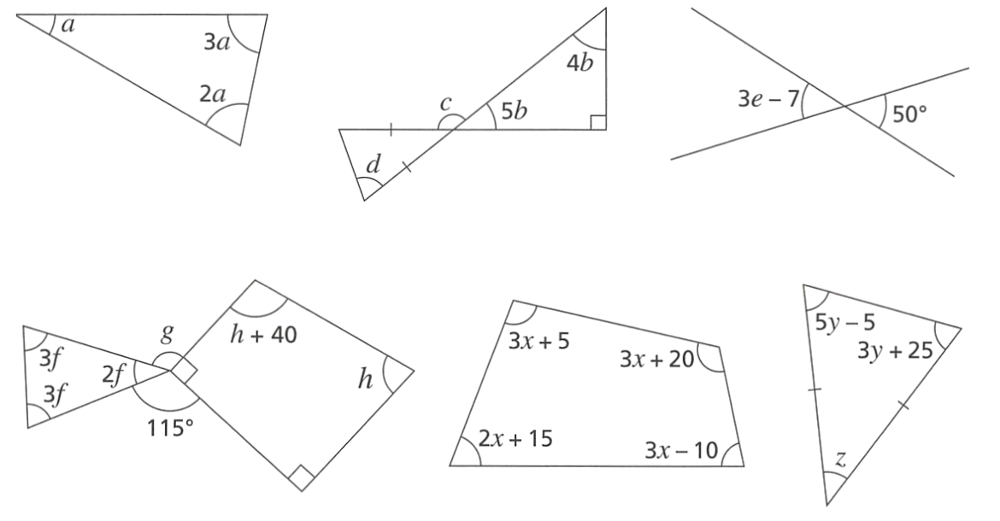 a
3a
2a
4b
c
5b
d
3e – 7
50°
g
h + 40
3f
2f
h
3f
115°
3x + 5
3x + 20
2x + 15
3x – 10
5y – 5
3y + 25
z